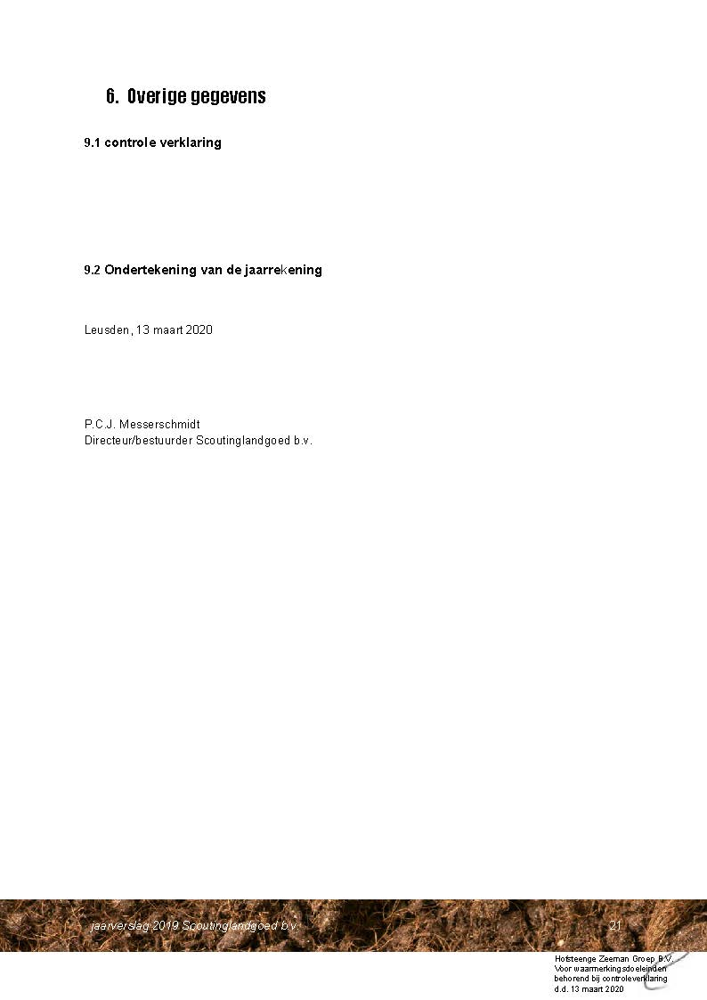 6. Overige gegevens
9.1 controle verklaring
9.2 Ondertekening van de jaarrekening
Leusden, 13 maart 2020
P.C.J. Messerschmidt
Directeur/bestuurder Scoutinglandgoed b.v.
jaarverslag 2019 Scoutinglandgoed b.v. 21
Hofsteenge Zeeman Groep B.V.
Voor waarmerkingsdoeleinden
behorend bij controleverklaring
d.d. 13 maart 2020